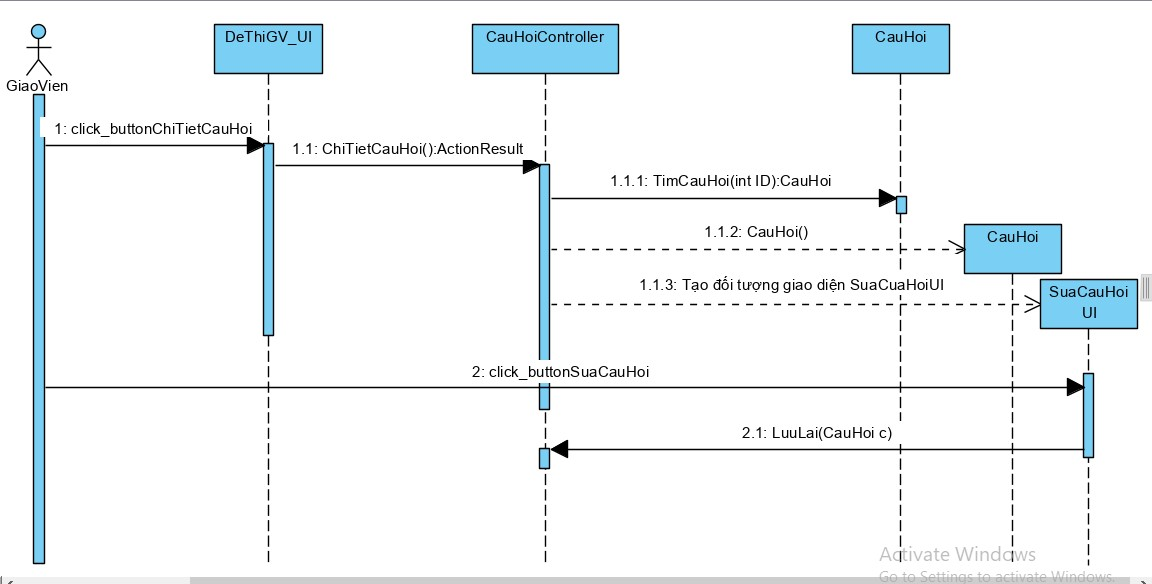 DeThiGV_UI
CauHoiController
CauHoi
GiaoVien
1: click_buttonChiTietCauHoi
1.1: ChiTietCauHoi():ActionResult
1.1.1: TimCauHoi(int ID):CauHoi
1.1.2: CauHoi()
CauHoi
1.1.3: Tạo đối tượng giao diện SuaCuaHoiUI
SuaCauHoi
UI
2: click_buttonSuaCauHoi
2.1: LuuLai(CauHoi c)
Activate Windows
Go to Settings to activate Windows.